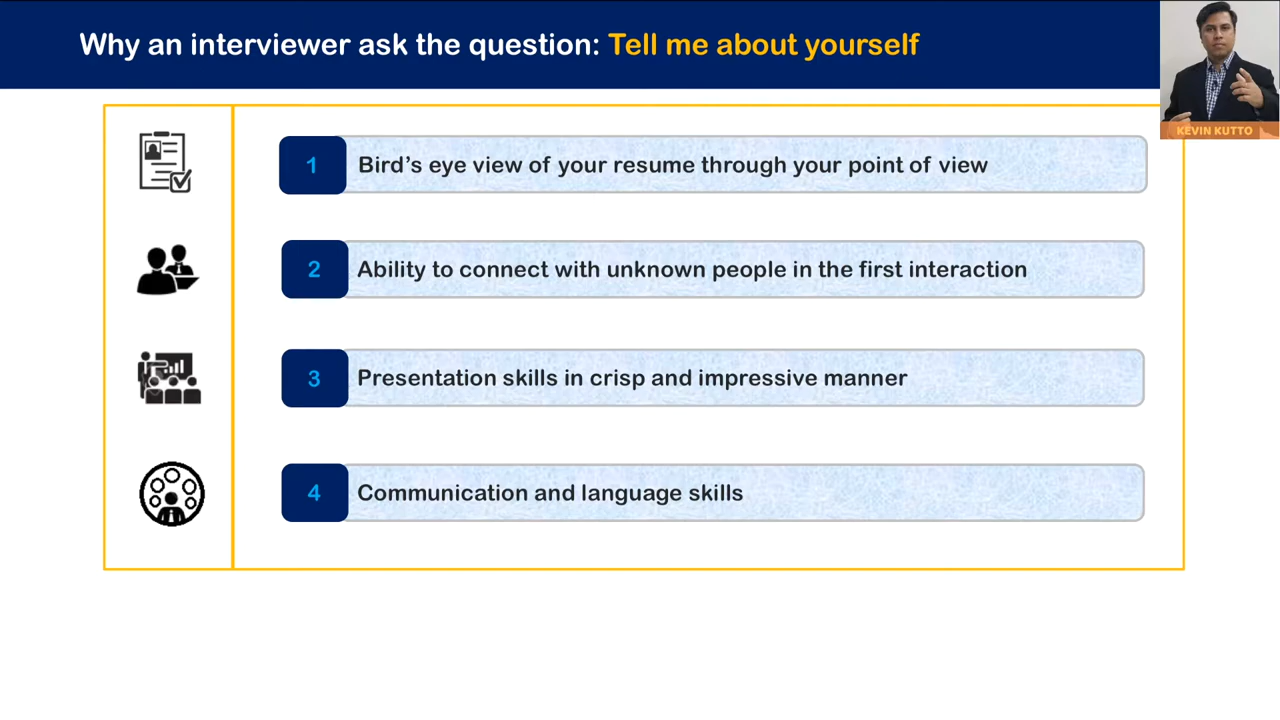 Why an interviewer ask the question: Tell me about yourself
KEVIN KUTTO
1 Bird’s eye view of your resume through your point of view
2 Ability to connect with unknown people in the first interaction
3 Presentation skills in crisp and impressive manner
4 Communication and language skills